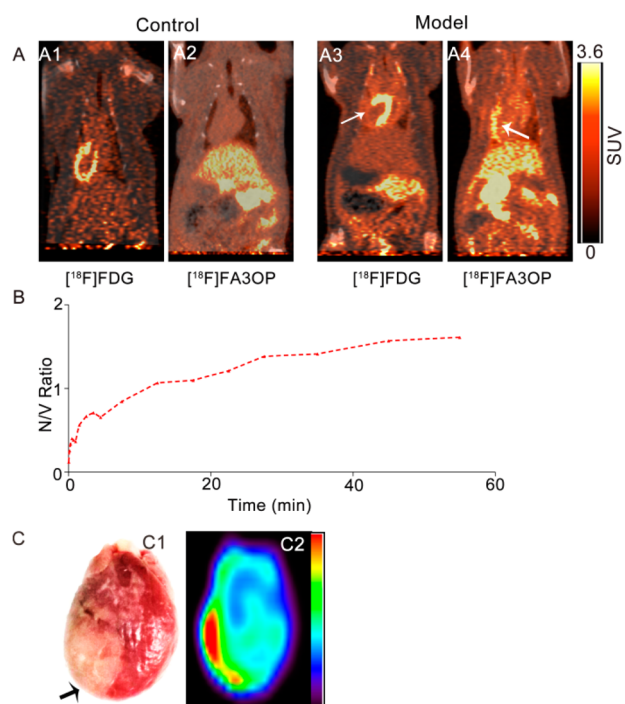 Control
Model
A
A1
A2
A3
A4
3.6
SUV
0
[¹⁸F]FDG
[¹⁸F]FA3OP
[¹⁸F]FDG
[¹⁸F]FA3OP
B
2
1
0
N/V Ratio
0
20
40
60
Time (min)
C
C1
C2